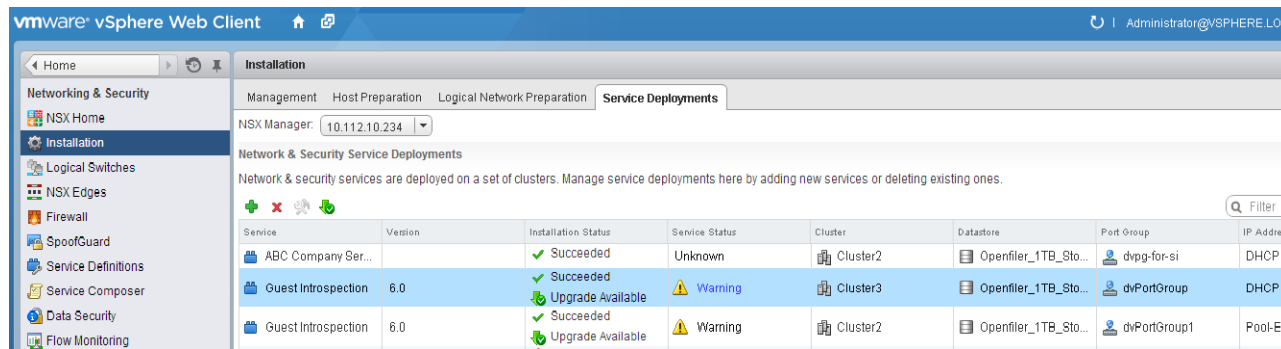 vmware® vSphere Web Client
Administrator@VSPHERE.LO
Home
Networking & Security
NSX Home
Installation
Logical Switches
NSX Edges
Firewall
SpoofGuard
Service Definitions
Service Composer
Data Security
Flow Monitoring
Installation
Management Host Preparation Logical Network Preparation Service Deployments
NSX Manager: 10.112.10.234
Network & Security Service Deployments
Network & security services are deployed on a set of clusters. Manage service deployments here by adding new services or deleting existing ones.
Filter
Service Version Installation Status Service Status Cluster Datastore Port Group IP Addre
ABC Company Ser... Succeeded Unknown Cluster2 Openfiler_1TB_Sto... dvpg-for-si DHCP
Succeeded
Guest Introspection 6.0 Warning Cluster3 Openfiler_1TB_Sto... dvPortGroup DHCP
Upgrade Available
Succeeded
Guest Introspection 6.0 Warning Cluster2 Openfiler_1TB_Sto... dvPortGroup1 Pool-E
Upgrade Available